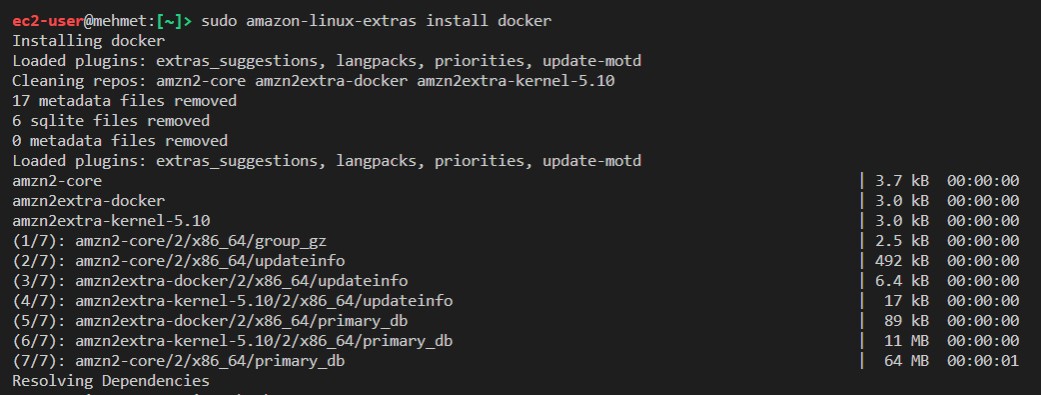 ec2-user@mehmet:[~]> sudo amazon-linux-extras install docker
Installing docker
Loaded plugins: extras_suggestions, langpacks, priorities, update-motd
Cleaning repos: amzn2-core amzn2extra-docker amzn2extra-kernel-5.10
17 metadata files removed
6 sqlite files removed
0 metadata files removed
Loaded plugins: extras_suggestions, langpacks, priorities, update-motd
amzn2-core | 3.7 kB 00:00:00
amzn2extra-docker | 3.0 kB 00:00:00
amzn2extra-kernel-5.10 | 3.0 kB 00:00:00
(1/7): amzn2-core/2/x86_64/group_gz | 2.5 kB 00:00:00
(2/7): amzn2-core/2/x86_64/updateinfo | 492 kB 00:00:00
(3/7): amzn2extra-docker/2/x86_64/updateinfo | 6.4 kB 00:00:00
(4/7): amzn2extra-kernel-5.10/2/x86_64/updateinfo | 17 kB 00:00:00
(5/7): amzn2extra-docker/2/x86_64/primary_db | 89 kB 00:00:00
(6/7): amzn2extra-kernel-5.10/2/x86_64/primary_db | 11 MB 00:00:00
(7/7): amzn2-core/2/x86_64/primary_db | 64 MB 00:00:01
Resolving Dependencies